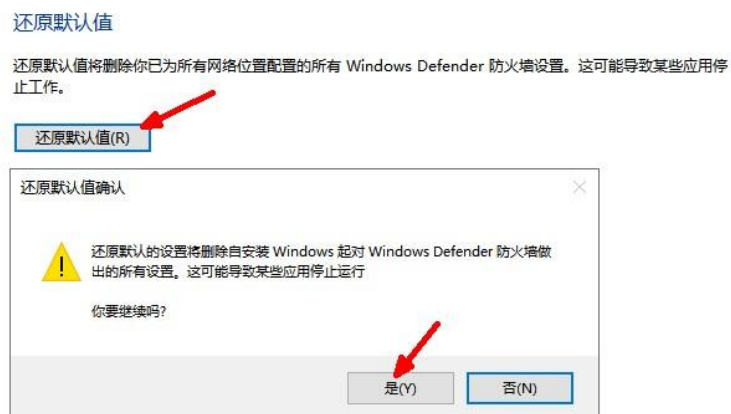 还原默认值
还原默认值将删除你已为所有网络位置配置的所有 Windows Defender 防火墙设置。这可能导致某些应用停
止工作。
还原默认值(R)
还原默认值确认
还原默认的设置将删除自安装 Windows 起对 Windows Defender 防火墙做
出的所有设置。这可能导致某些应用停止运行
你要继续吗?
是(Y)
否(N)